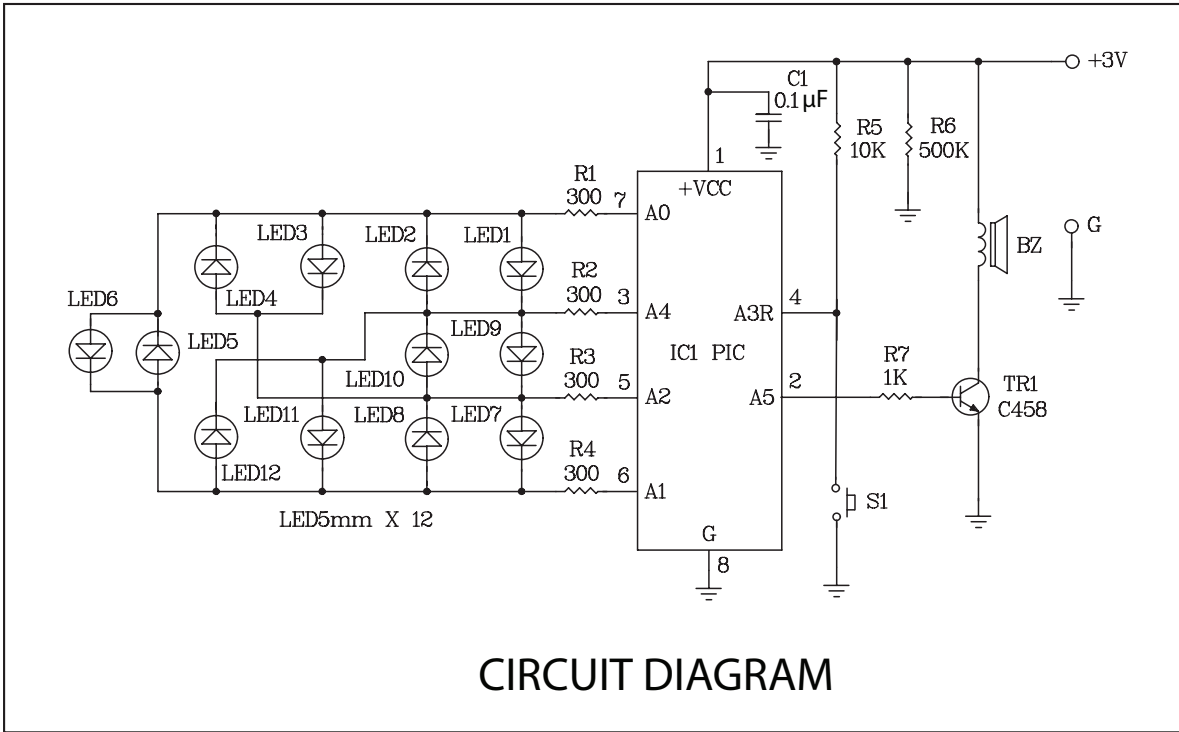 +3V
C1
0.1 µF
R5
10K
R6
500K
1
+VCC
R1
300
7
A0
LED3
LED2
LED1
LED4
R2
300
3
A4
BZ
G
LED6
LED5
LED9
4
A3R
IC1 PIC
LED10
R3
300
5
A2
2
A5
R7
1K
TR1
C458
LED11
LED8
LED7
LED12
R4
300
6
A1
S1
LED5mm X 12
G
8
CIRCUIT DIAGRAM